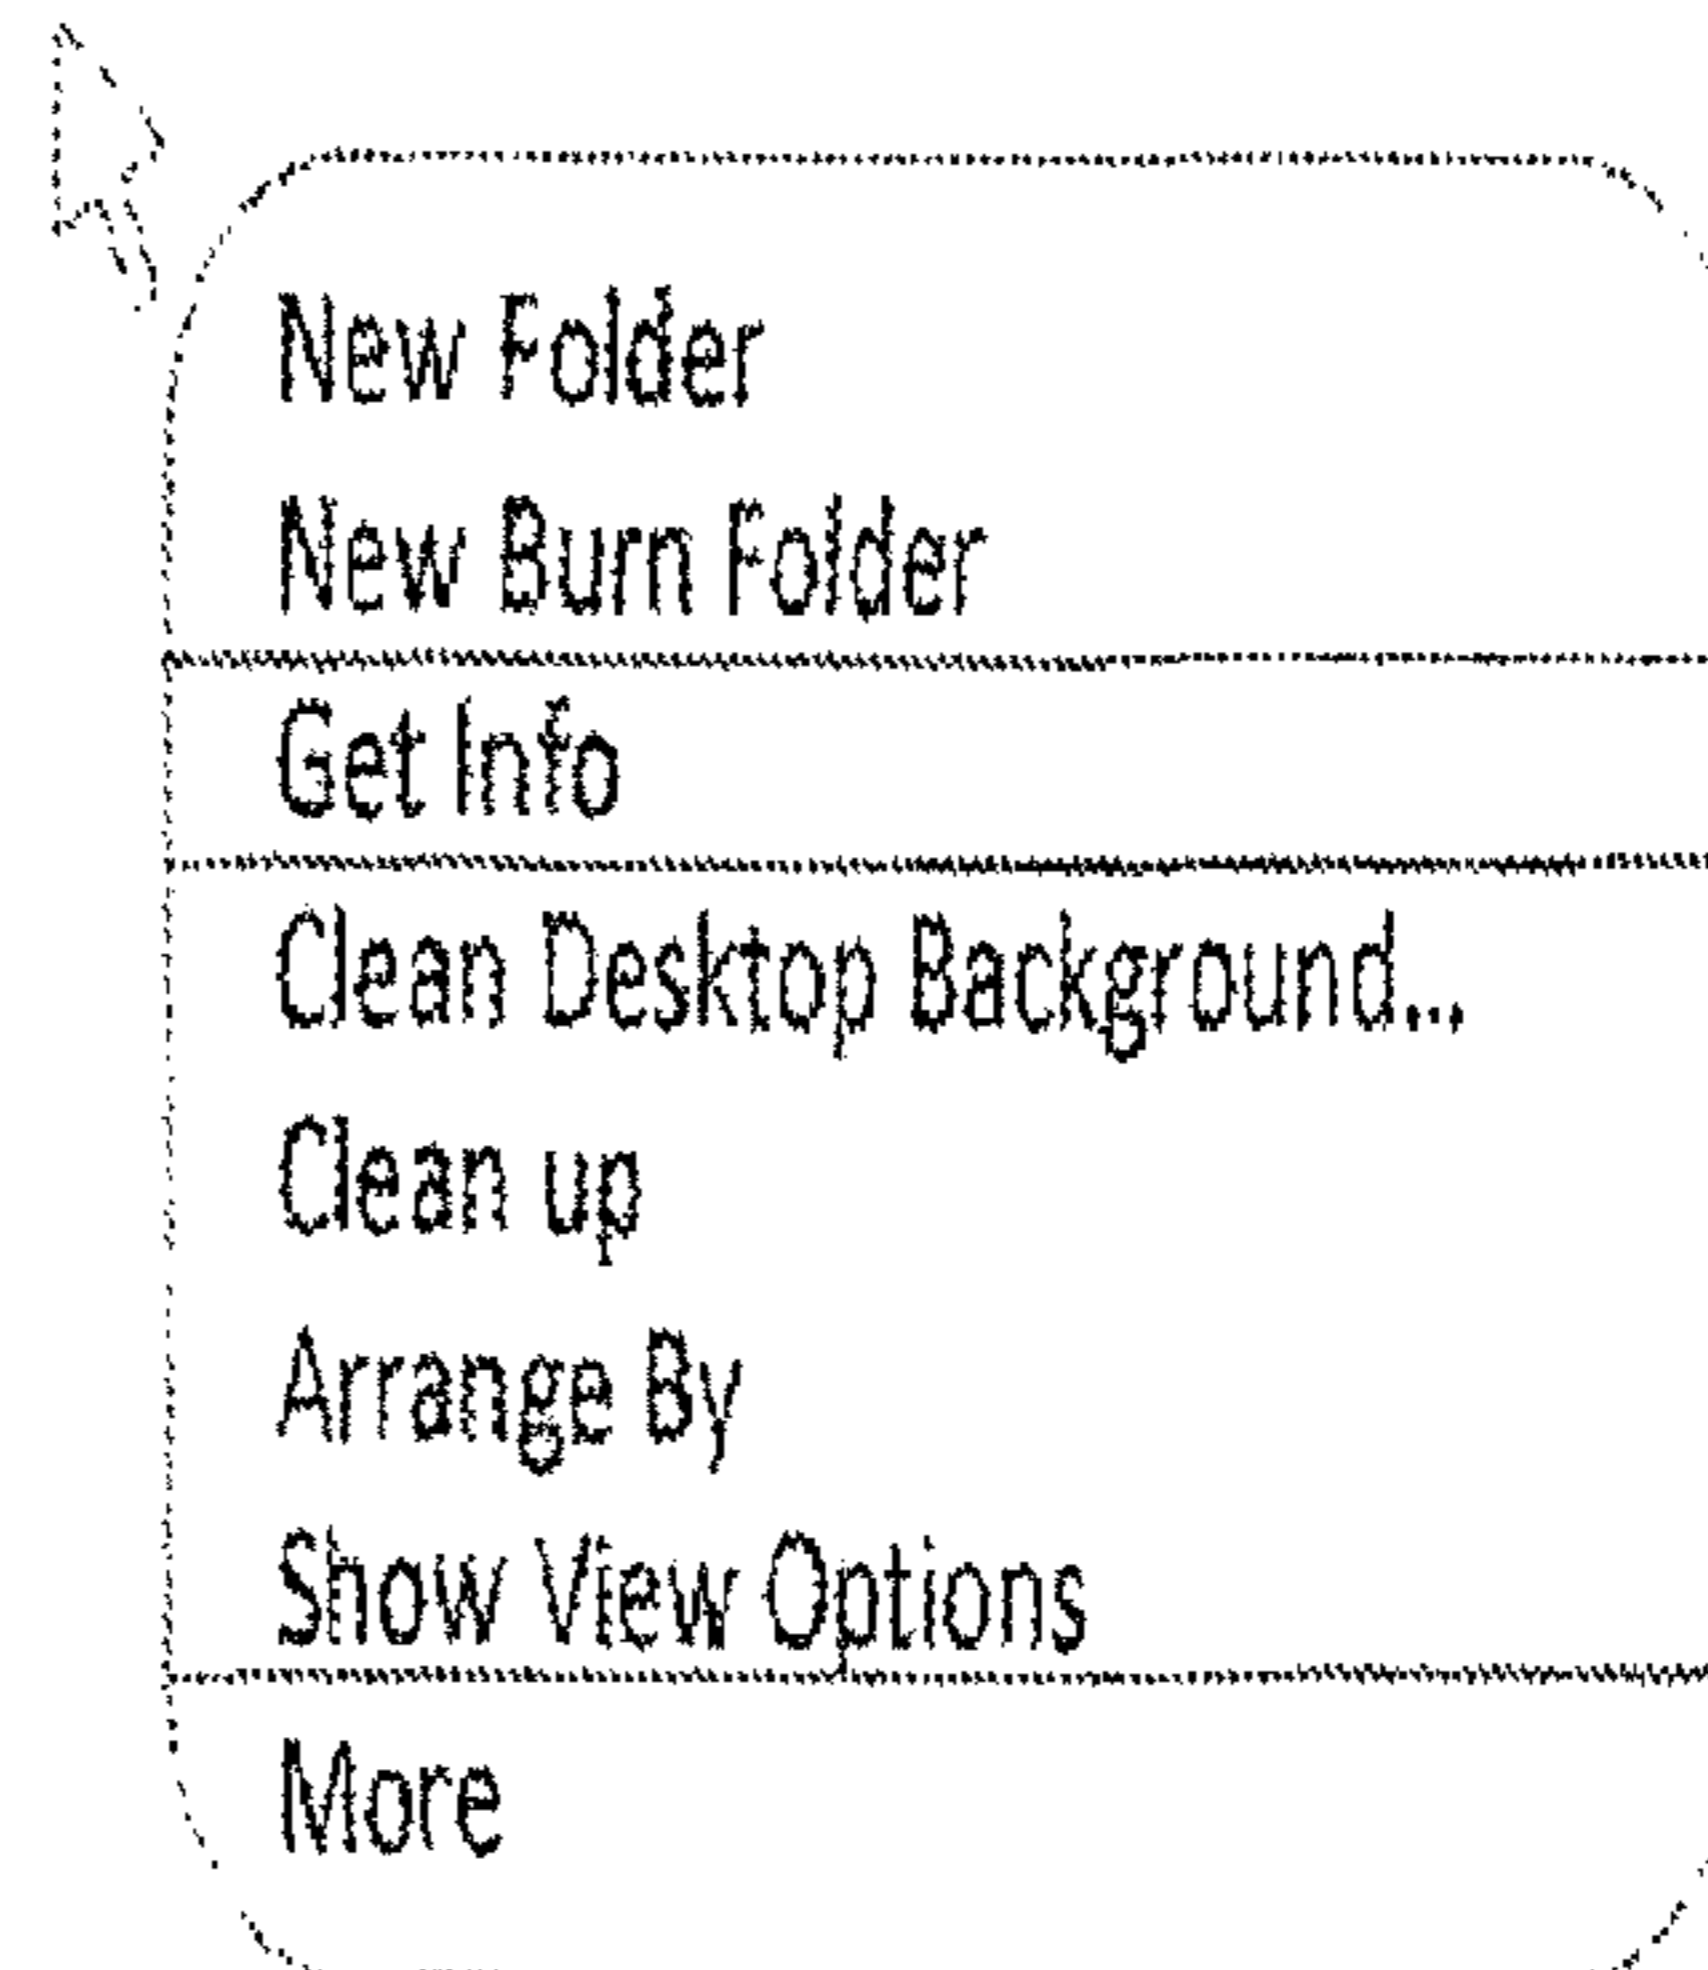 New Folder
New Burn Folder
Get Info
Clean Desktop Background...
Clean up
Arrange By
Show View Options
More